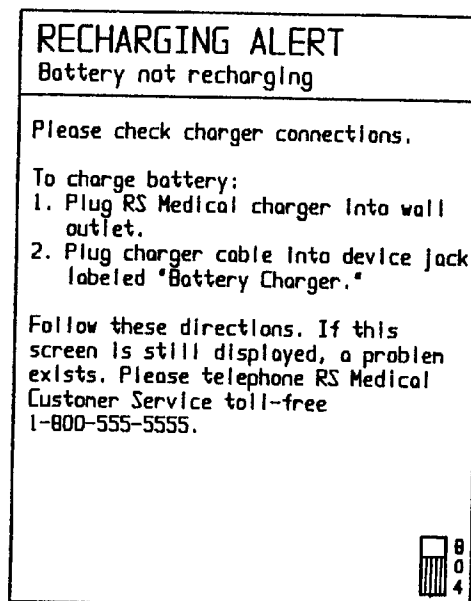 RECHARGING ALERT
Battery not recharging
Please check charger connections.
To charge battery:
1. Plug RS Medical charger into wall
outlet.
2. Plug charger cable into device jack
labeled "Battery Charger."
Follow these directions. If this
screen is still displayed, a problem
exists. Please telephone RS Medical
Customer Service toll-free
1-800-555-5555.
8
0
4